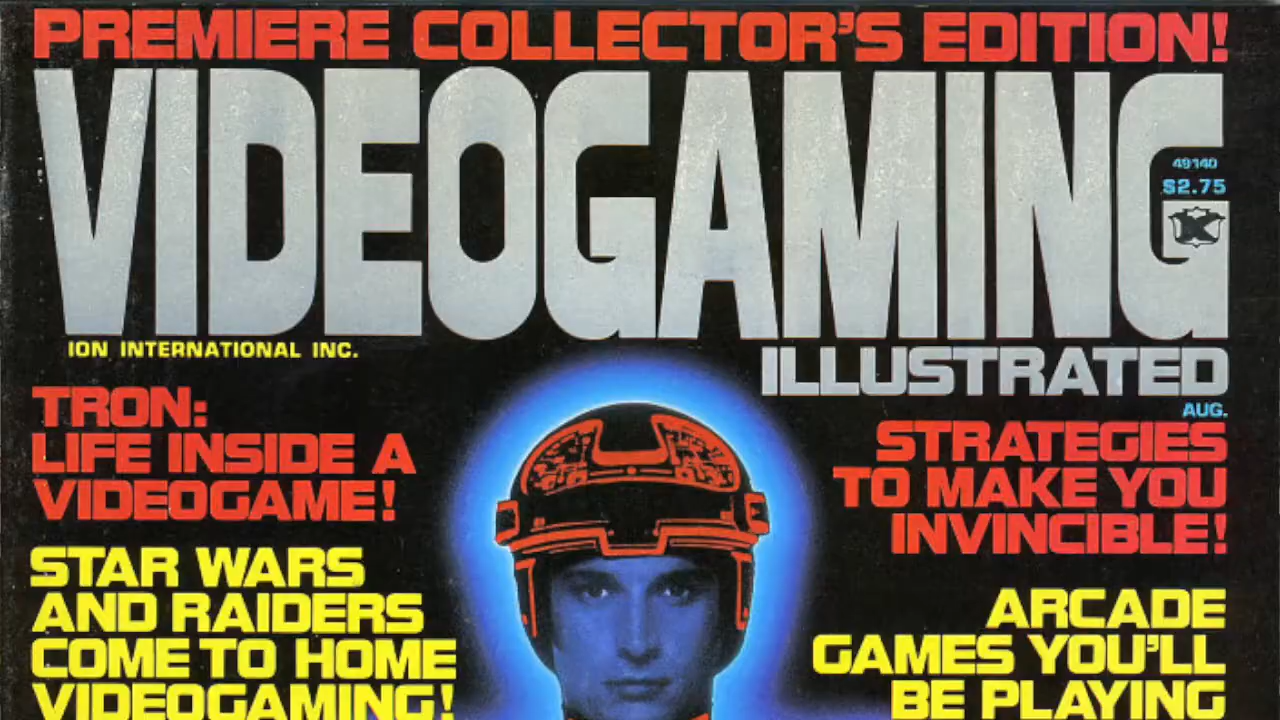 PREMIERE COLLECTOR'S EDITION!
VIDEOGAMING
49140
$2.75
K
ION INTERNATIONAL INC.
ILLUSTRATED
AUG.
TRON:
LIFE INSIDE A
VIDEOGAME!
STAR WARS
AND RAIDERS
COME TO HOME
VIDEOGAMING!
STRATEGIES
TO MAKE YOU
INVINCIBLE!
ARCADE
GAMES YOU'LL
BE PLAYING